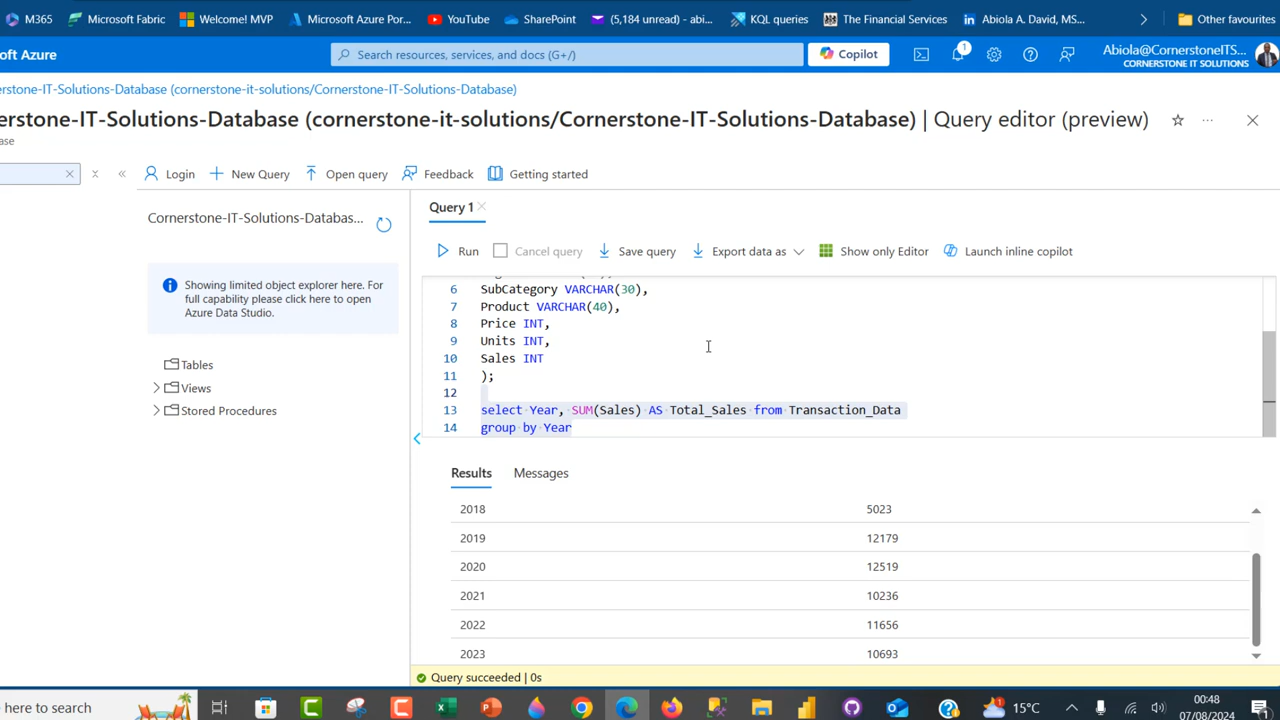 M365
Microsoft Fabric
Welcome! MVP
Microsoft Azure Por...
YouTube
SharePoint
(5,184 unread) - abi...
KQL queries
The Financial Services
Abiola A. David, MS...
Other favourites
oft Azure
Search resources, services, and docs (G+/)
Copilot
1
Abiola@CornerstoneITS...
CORNERSTONE IT SOLUTIONS
erstone-IT-Solutions-Database (cornerstone-it-solutions/Cornerstone-IT-Solutions-Database)
erstone-IT-Solutions-Database (cornerstone-it-solutions/Cornerstone-IT-Solutions-Database) | Query editor (preview)
ase
Login
New Query
Open query
Feedback
Getting started
Cornerstone-IT-Solutions-Databas...
Showing limited object explorer here. For
full capability please click here to open
Azure Data Studio.
Tables
Views
Stored Procedures
Query 1
Run
Cancel query
Save query
Export data as
Show only Editor
Launch inline copilot
6 SubCategory VARCHAR(30),
7 Product VARCHAR(40),
8 Price INT,
9 Units INT,
10 Sales INT
11 );
12
13 select Year, SUM(Sales) AS Total_Sales from Transaction_Data
14 group by Year
Results
Messages
2018 5023
2019 12179
2020 12519
2021 10236
2022 11656
2023 10693
Query succeeded | 0s
here to search
15°C
00:48
07/08/2024